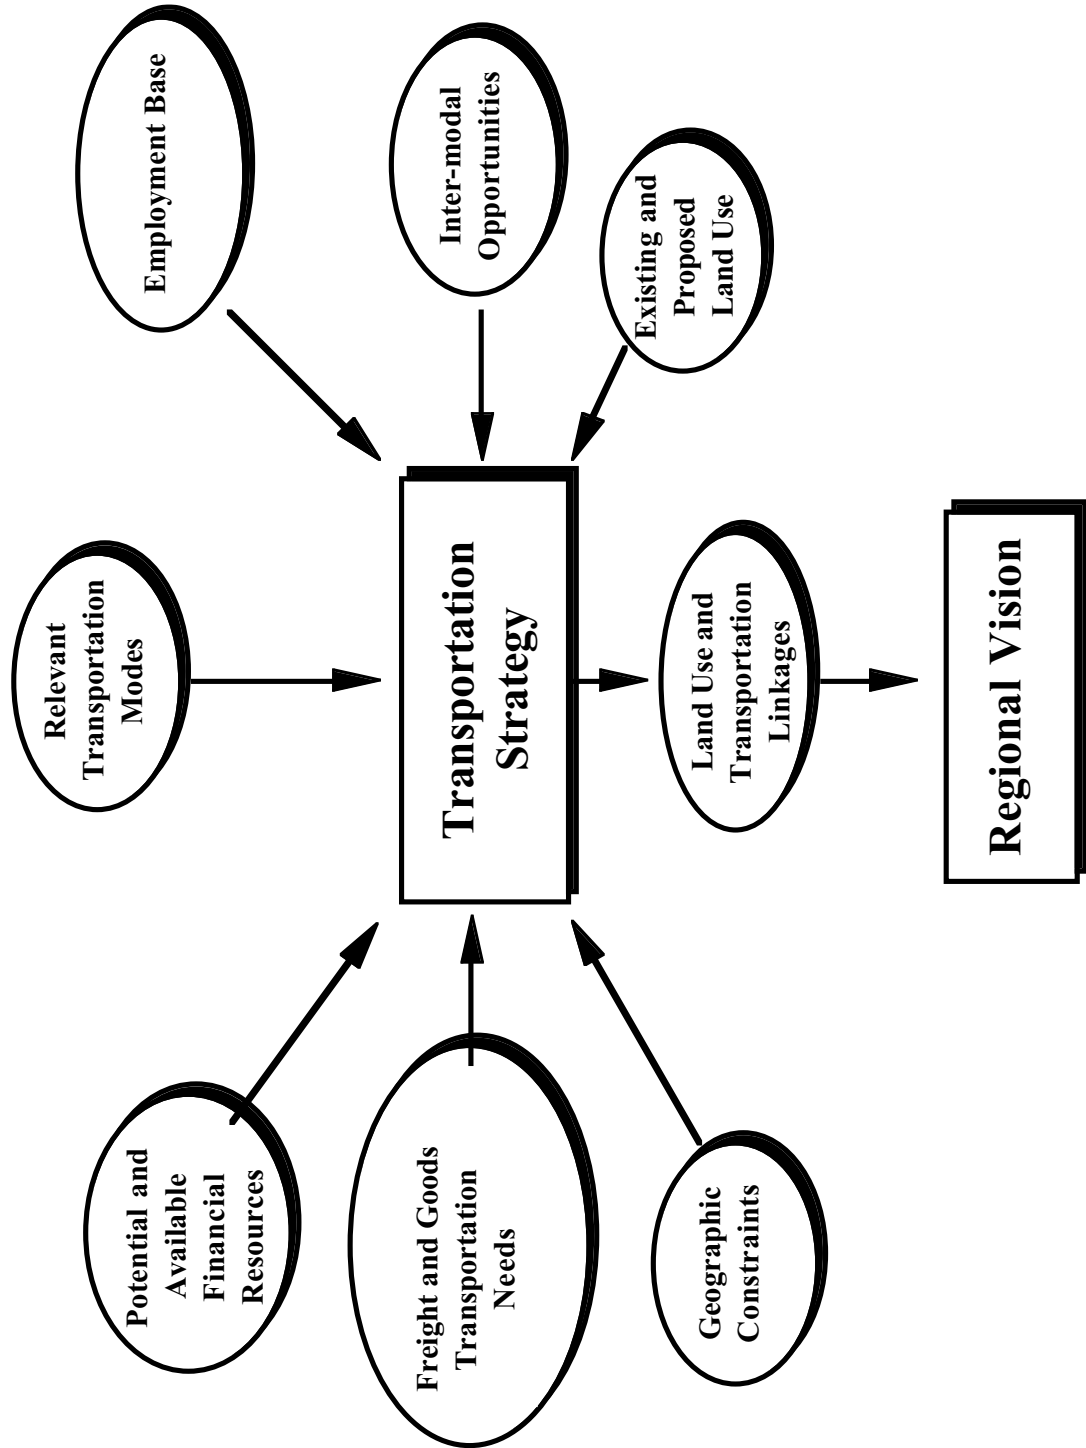 Relevant
Transportation
Modes
Potential and
Available
Financial
Resources
Employment Base
Freight and Goods
Transportation
Needs
Transportation
Strategy
Inter-modal
Opportunities
Geographic
Constraints
Land Use and
Transportation
Linkages
Existing and
Proposed
Land Use
Regional Vision